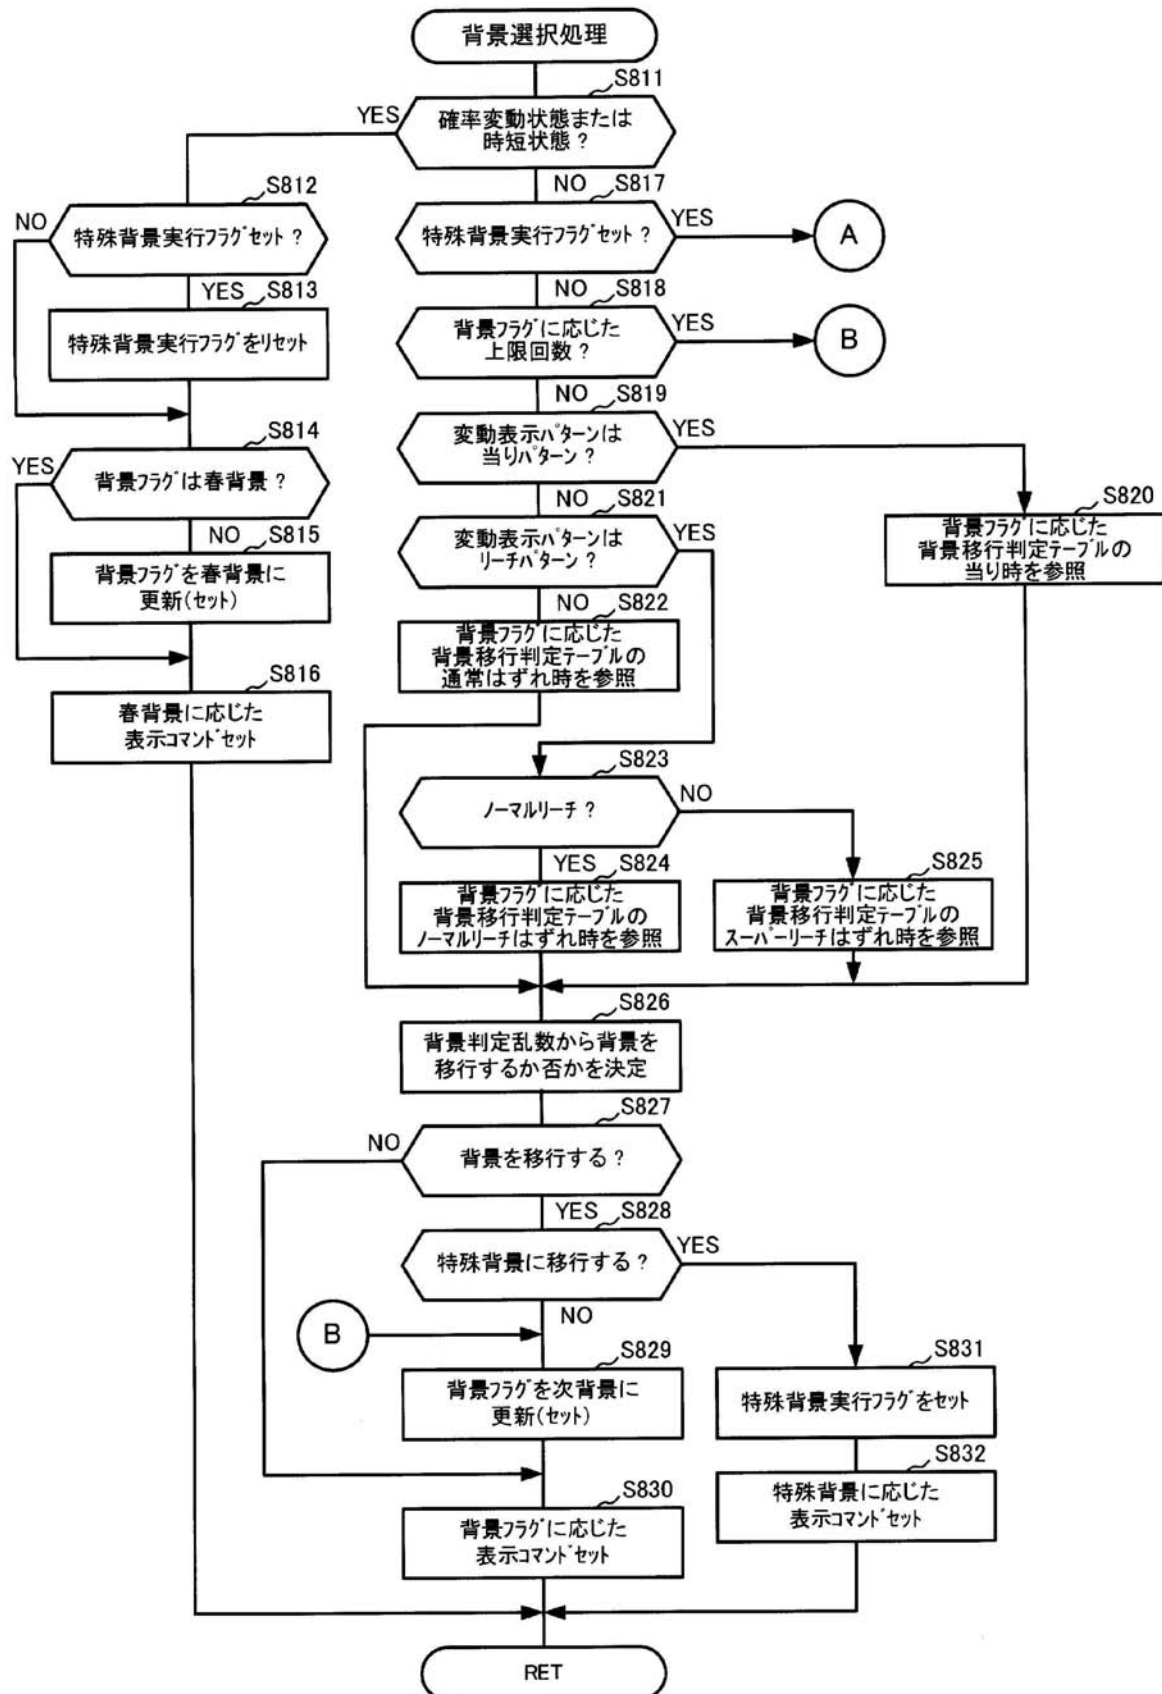 背景選択処理
S811
確率変動状態または
時短状態?
YES
NO
S812
特殊背景実行フラグセット?
NO
YES
S813
特殊背景実行フラグをリセット
S814
背景フラグは春背景?
YES
NO
S815
背景フラグを春背景に
更新(セット)
S816
春背景に応じた
表示コマンドセット
S817
特殊背景実行フラグセット?
YES
A
NO
S818
背景フラグに応じた
上限回数?
YES
B
NO
S819
変動表示パターンは
当りパターン?
YES
S820
背景フラグに応じた
背景移行判定テーブルの
当り時を参照
NO
S821
変動表示パターンは
リーチパターン?
YES
NO
S822
背景フラグに応じた
背景移行判定テーブルの
通常はずれ時を参照
S823
ノーマルリーチ?
NO
YES
S824
背景フラグに応じた
背景移行判定テーブルの
ノーマルリーチはずれ時を参照
S825
背景フラグに応じた
背景移行判定テーブルの
スーパーリーチはずれ時を参照
S826
背景判定乱数から背景を
移行するか否かを決定
S827
背景を移行する?
NO
YES
S828
特殊背景に移行する?
YES
NO
B
S829
背景フラグを次背景に
更新(セット)
S830
背景フラグに応じた
表示コマンドセット
S831
特殊背景実行フラグをセット
S832
特殊背景に応じた
表示コマンドセット
RET